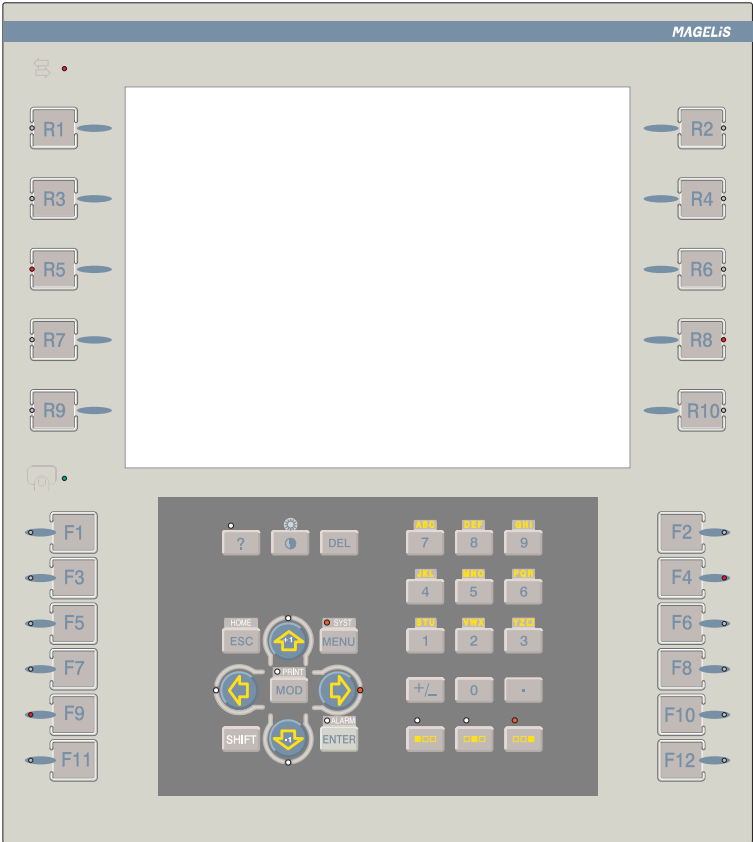 MAGELiS
R1
R2
R3
R4
R5
R6
R7
R8
R9
R10
F1
F2
F3
F4
F5
F6
F7
F8
F9
F10
F11
F12
?
DEL
ABC
DEF
GHI
7
8
9
JKL
MNO
PQR
4
5
6
HOME
SYST
ESC
+1
MENU
STU
VWX
1
2
3
PRINT
MOD
+/_
0
.
ALARM
SHIFT
-1
ENTER